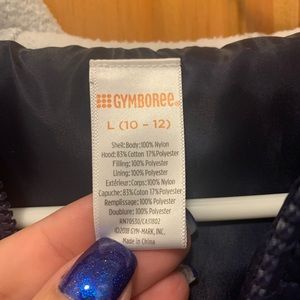 GYMBOREE®
L (10 - 12)
Shell: Body: 100% Nylon
Hood: 83% Cotton 17% Polyester
Filling: 100% Polyester
Lining: 100% Polyester
Extérieur: Corps: 100% Nylon
Capuche: 83% Coton 17% Polyester
Remplissage: 100% Polyester
Doublure: 100% Polyester
RN70530/CA31802
©2018 GYM-MARK, INC.
Made in China